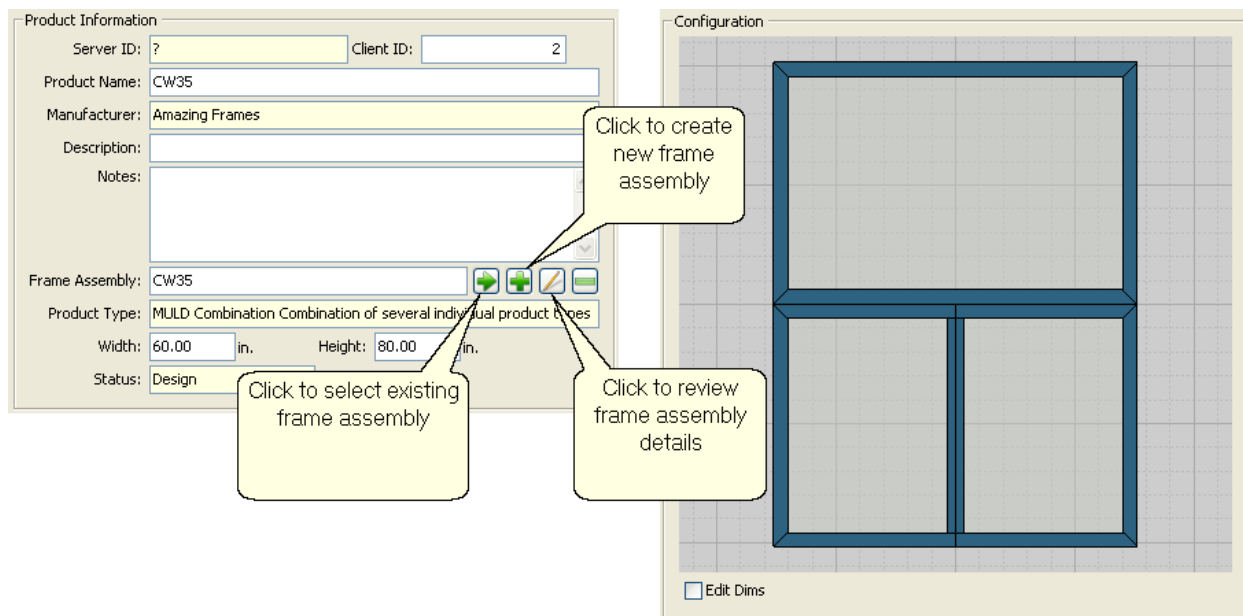 Product Information
Server ID: ? Client ID: 2
Product Name: CW35
Manufacturer: Amazing Frames
Description:
Notes:
Frame Assembly: CW35
Product Type: MULD Combination Combination of several individual product types
Width: 60.00 in. Height: 80.00 in.
Status: Design
Click to create
new frame
assembly
Click to select existing
frame assembly
Click to review
frame assembly
details
Configuration
Edit Dims